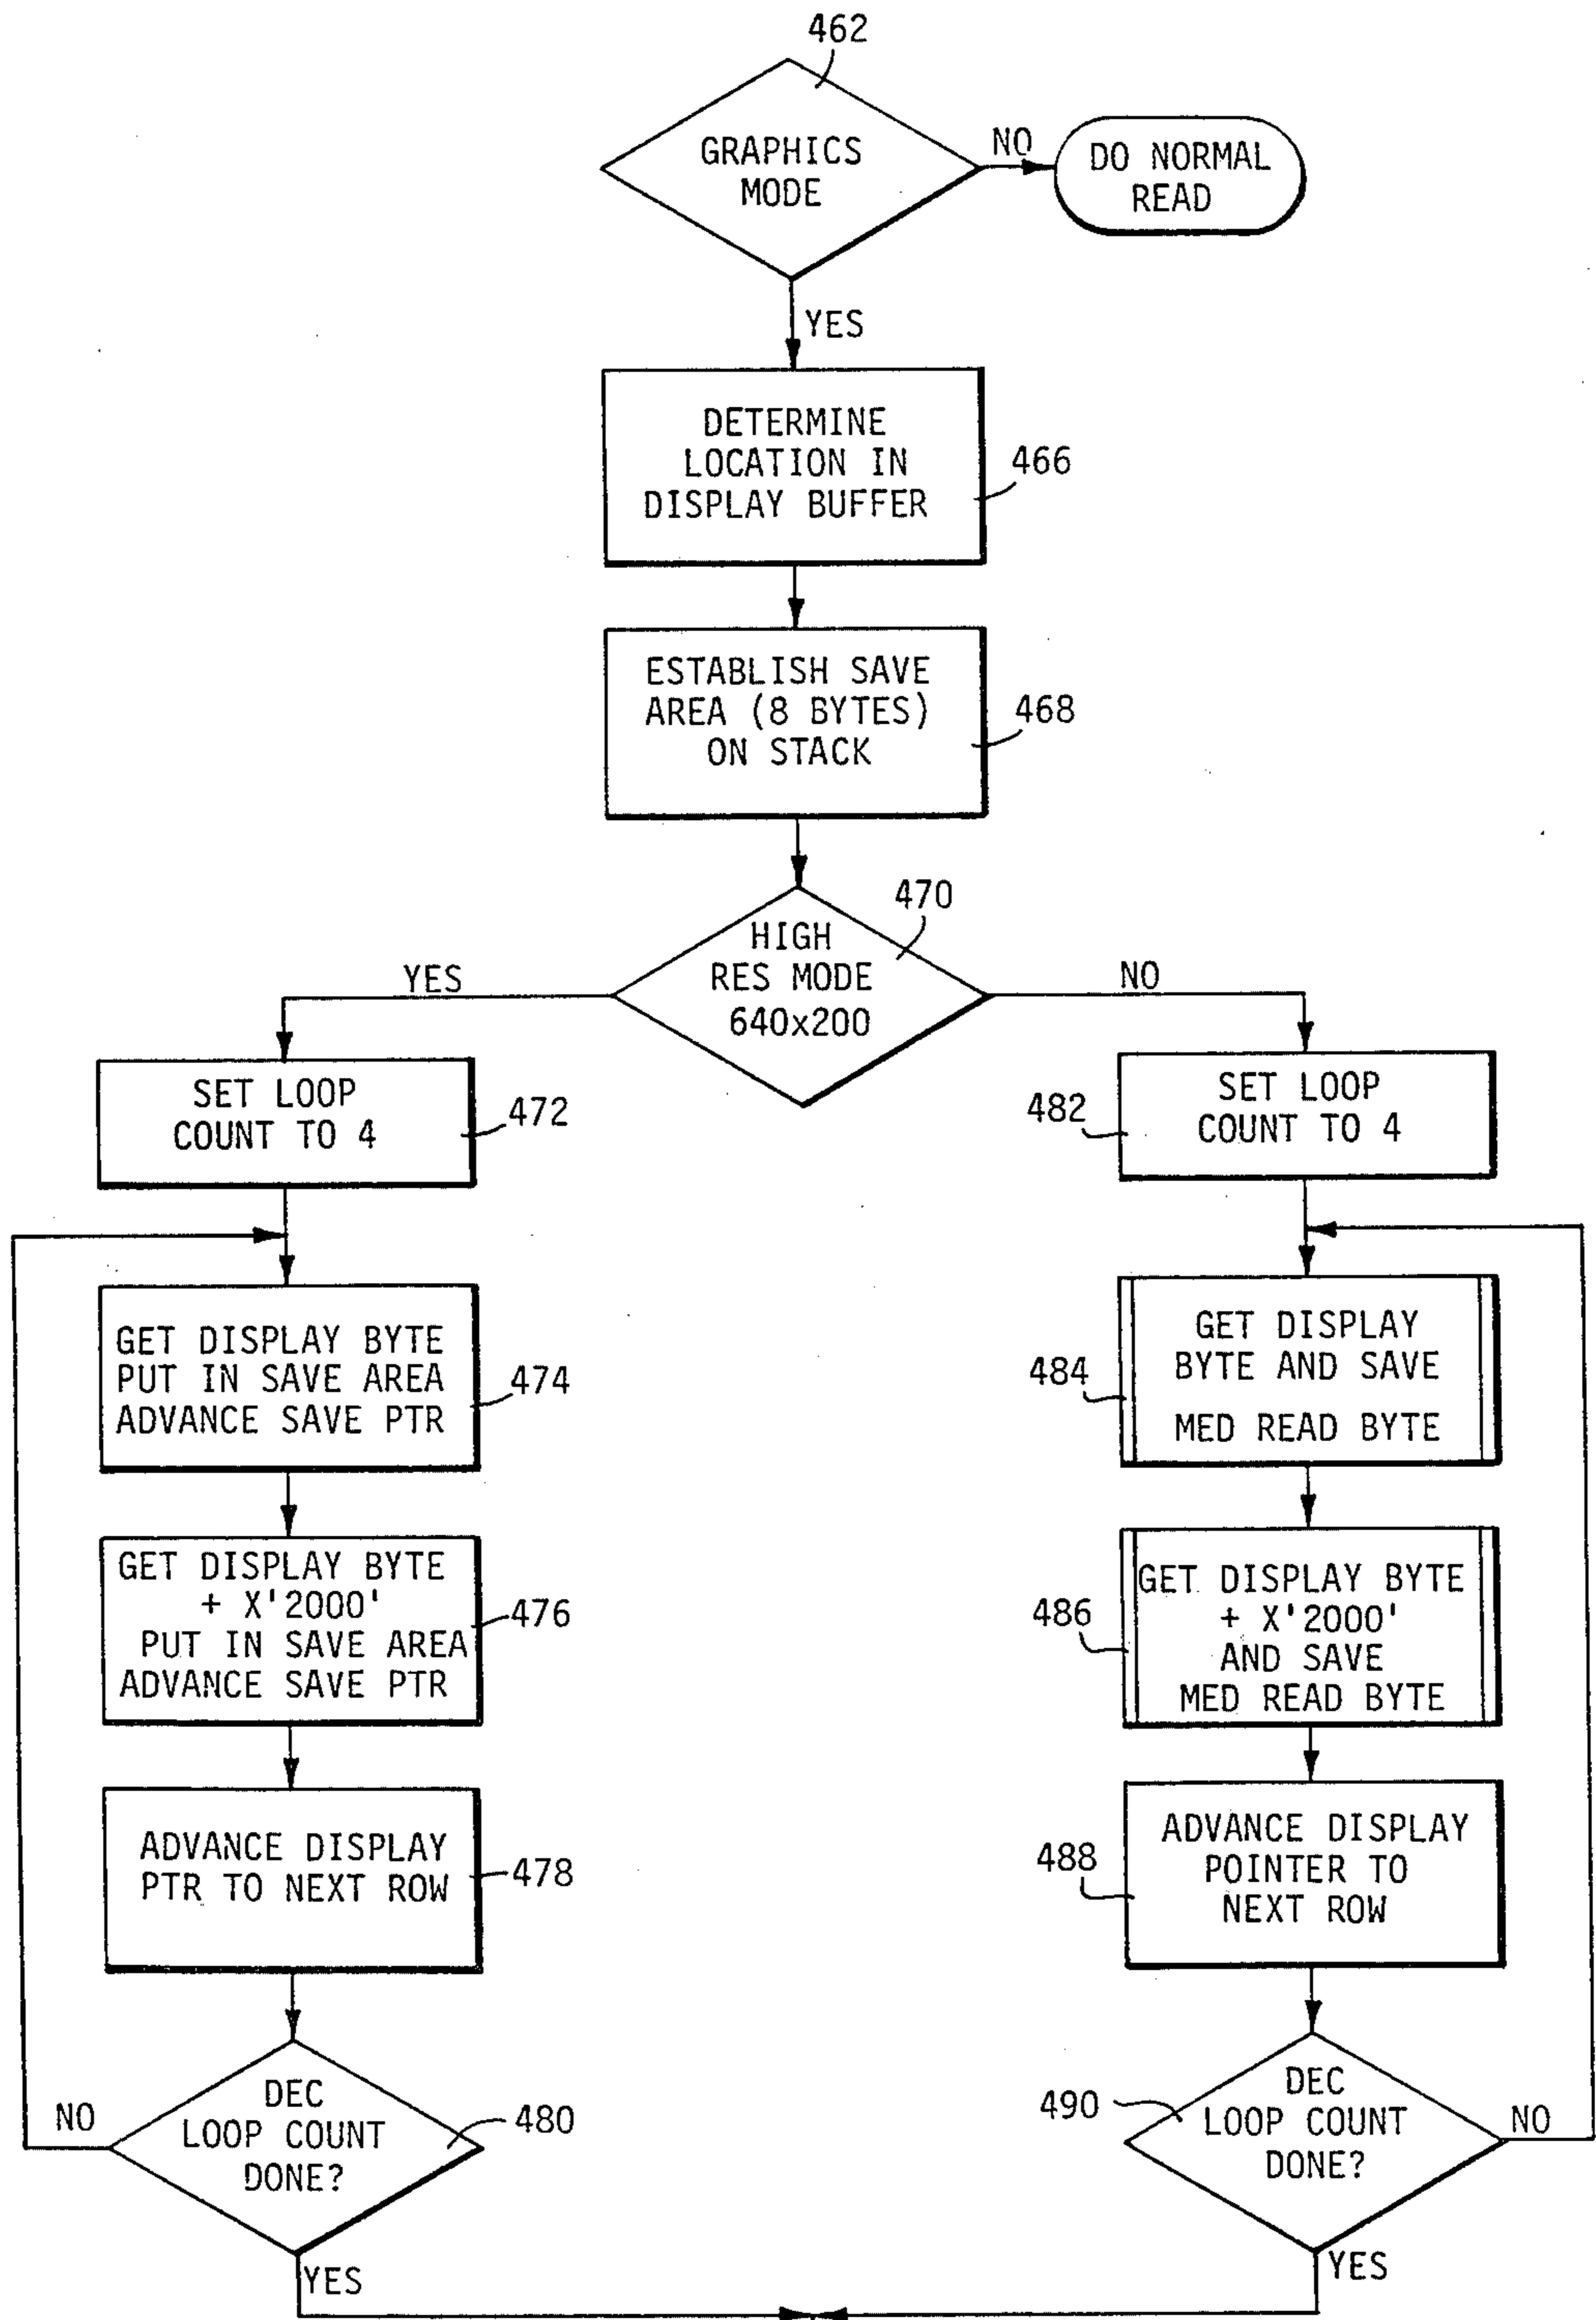 462
GRAPHICS
MODE
NO
DO NORMAL
READ
YES
DETERMINE
LOCATION IN
DISPLAY BUFFER
466
ESTABLISH SAVE
AREA (8 BYTES)
ON STACK
468
470
HIGH
RES MODE
640x200
YES
NO
SET LOOP
COUNT TO 4
472
GET DISPLAY BYTE
PUT IN SAVE AREA
ADVANCE SAVE PTR
474
GET DISPLAY BYTE
+ X'2000'
PUT IN SAVE AREA
ADVANCE SAVE PTR
476
ADVANCE DISPLAY
PTR TO NEXT ROW
478
DEC
LOOP COUNT
DONE?
480
NO
YES
SET LOOP
COUNT TO 4
482
GET DISPLAY
BYTE AND SAVE
MED READ BYTE
484
GET DISPLAY BYTE
+ X'2000'
AND SAVE
MED READ BYTE
486
ADVANCE DISPLAY
POINTER TO
NEXT ROW
488
DEC
LOOP COUNT
DONE?
490
NO
YES